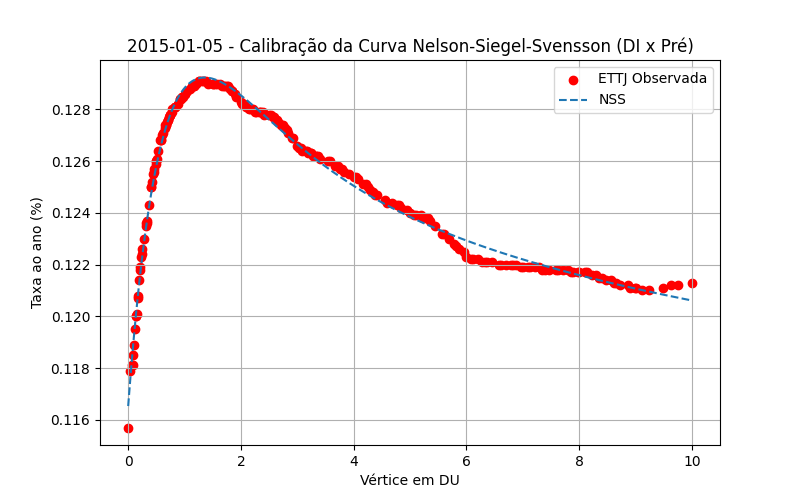 2015-01-05 - Calibração da Curva Nelson-Siegel-Svensson (DI x Pré)
ETTJ Observada
NSS
Taxa ao ano (%)
0.128
0.126
0.124
0.122
0.120
0.118
0.116
0
2
4
6
8
10
Vértice em DU